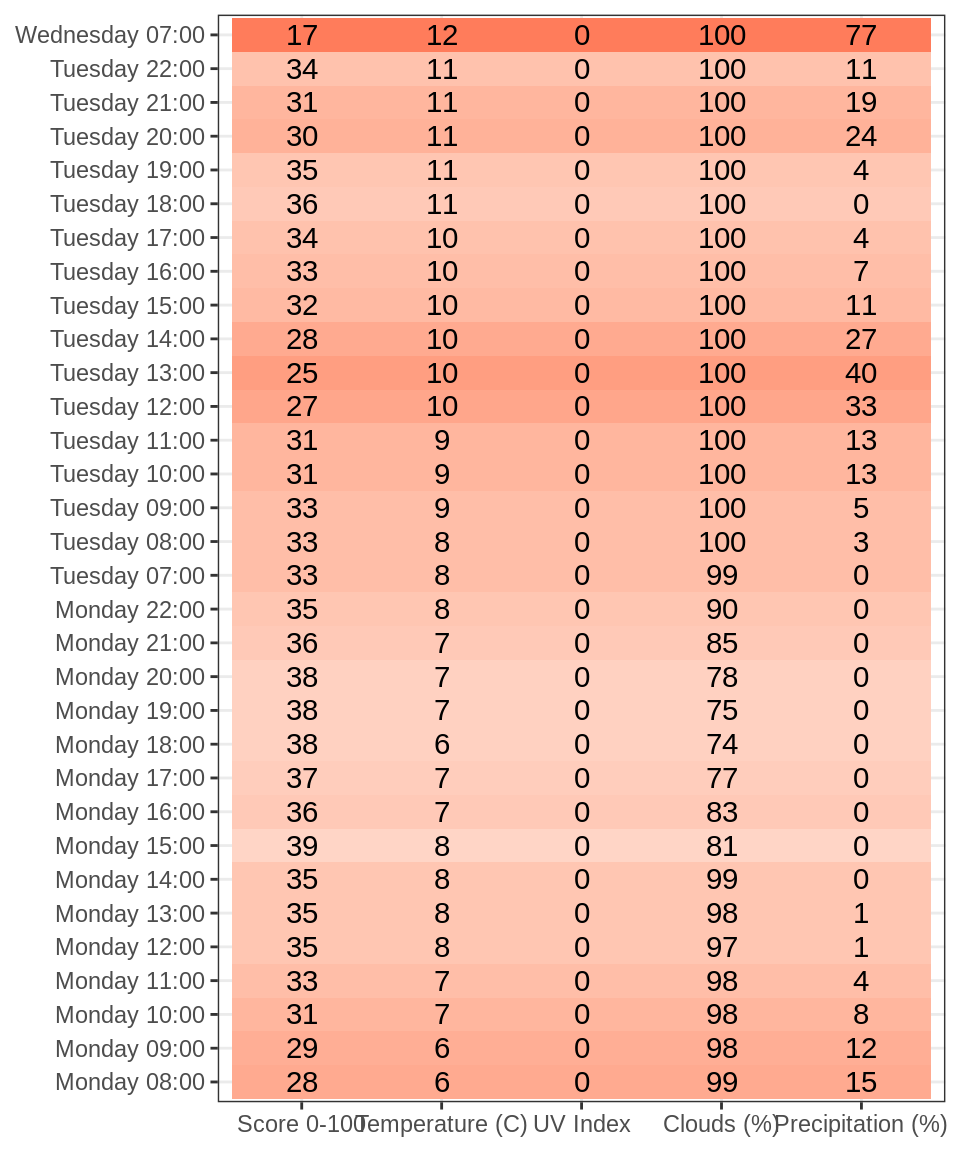 Wednesday 07:00 17 12 0 100 77
Tuesday 22:00 34 11 0 100 11
Tuesday 21:00 31 11 0 100 19
Tuesday 20:00 30 11 0 100 24
Tuesday 19:00 35 11 0 100 4
Tuesday 18:00 36 11 0 100 0
Tuesday 17:00 34 10 0 100 4
Tuesday 16:00 33 10 0 100 7
Tuesday 15:00 32 10 0 100 11
Tuesday 14:00 28 10 0 100 27
Tuesday 13:00 25 10 0 100 40
Tuesday 12:00 27 10 0 100 33
Tuesday 11:00 31 9 0 100 13
Tuesday 10:00 31 9 0 100 13
Tuesday 09:00 33 9 0 100 5
Tuesday 08:00 33 8 0 100 3
Tuesday 07:00 33 8 0 99 0
Monday 22:00 35 8 0 90 0
Monday 21:00 36 7 0 85 0
Monday 20:00 38 7 0 78 0
Monday 19:00 38 7 0 75 0
Monday 18:00 38 6 0 74 0
Monday 17:00 37 7 0 77 0
Monday 16:00 36 7 0 83 0
Monday 15:00 39 8 0 81 0
Monday 14:00 35 8 0 99 0
Monday 13:00 35 8 0 98 1
Monday 12:00 35 8 0 97 1
Monday 11:00 33 7 0 98 4
Monday 10:00 31 7 0 98 8
Monday 09:00 29 6 0 98 12
Monday 08:00 28 6 0 99 15
Score 0-100 Temperature (C) UV Index Clouds (%) Precipitation (%)